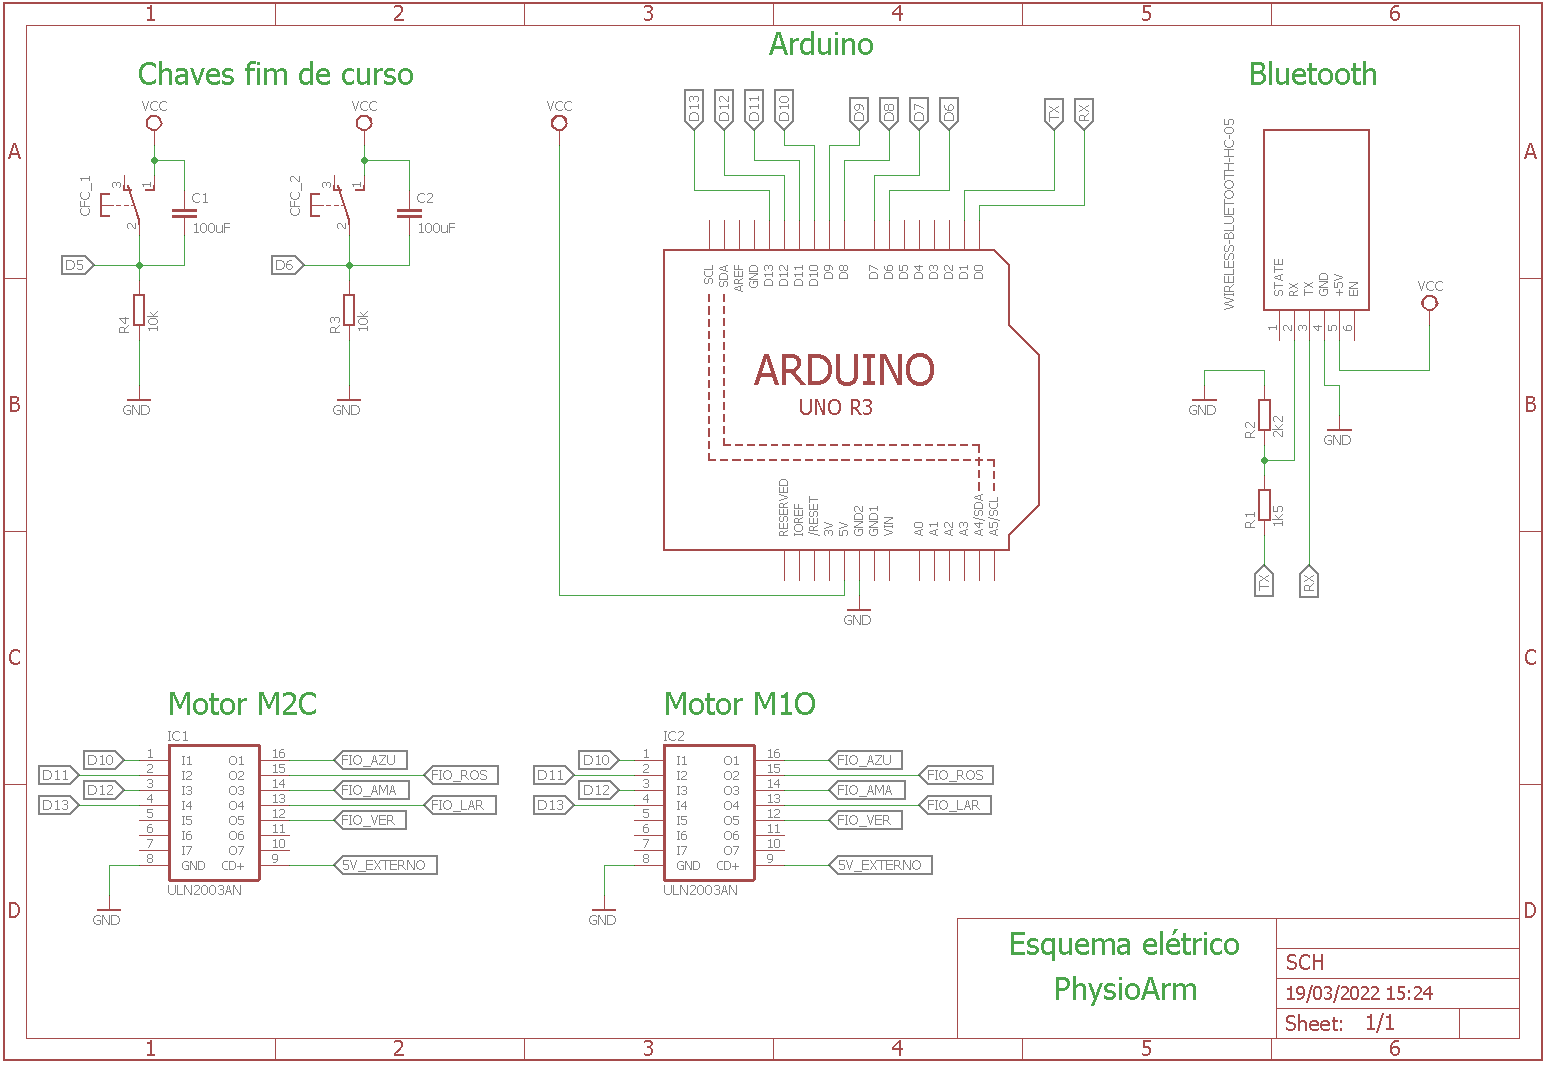 1 2 3 4 5 6
A
B
C
D
A
B
C
D
Chaves fim de curso
VCC
CFC_1
3
1
2
C1
100uF
D5
R4
10k
GND
VCC
CFC_2
3
1
2
C2
100uF
D6
R3
10k
GND
Arduino
VCC
D13
D12
D11
D10
D9
D8
D7
D6
TX
RX
SCL
SDA
AREF
GND
D13
D12
D11
D10
D9
D8
D7
D6
D5
D4
D3
D2
D1
D0
ARDUINO
UNO R3
RESERVED
IOREF
/RESET
3V
5V
GND2
GND1
VIN
A0
A1
A2
A3
A4/SDA
A5/SCL
GND
Bluetooth
WIRELESS-BLUETOOTH-HC-05
STATE
RX
TX
GND
+5V
EN
1
2
3
4
5
6
VCC
GND
R2
2k2
GND
R1
1k5
TX
RX
Motor M2C
IC1
D10 1 I1 O1 16 FIO_AZU
D11 2 I2 O2 15 FIO_ROS
D12 3 I3 O3 14 FIO_AMA
D13 4 I4 O4 13 FIO_LAR
5 I5 O5 12 FIO_VER
6 I6 O6 11
7 I7 O7 10
8 GND CD+ 9 5V_EXTERNO
ULN2003AN
GND
Motor M1O
IC2
D10 1 I1 O1 16 FIO_AZU
D11 2 I2 O2 15 FIO_ROS
D12 3 I3 O3 14 FIO_AMA
D13 4 I4 O4 13 FIO_LAR
5 I5 O5 12 FIO_VER
6 I6 O6 11
7 I7 O7 10
8 GND CD+ 9 5V_EXTERNO
ULN2003AN
GND
Esquema elétrico
PhysioArm
SCH
19/03/2022 15:24
Sheet: 1/1
1 2 3 4 5 6